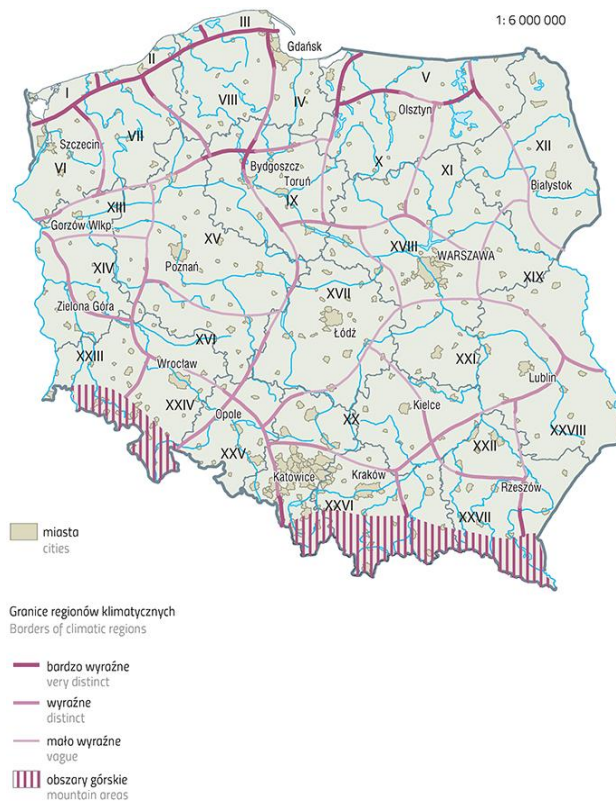 1: 6 000 000
III
Gdańsk
II
I
V
VIII
IV
Olsztyn
VII
Szczecin
XII
VI
Bydgoszcz
X
XI
Toruń
Białystok
IX
XIII
Gorzów Wlkp.
XV
XVIII
WARSZAWA
Poznań
XIV
XIX
XVII
Zielona Góra
Łódź
XVI
XXIII
XXI
Wrocław
Lublin
XXIV
Kielce
Opole
XX
XXVIII
XXII
XXV
Katowice
Kraków
Rzeszów
XXVI
XXVII
miasta
cities
Granice regionów klimatycznych
Borders of climatic regions
bardzo wyraźne
very distinct
wyraźne
distinct
mało wyraźne
vague
obszary górskie
mountain areas